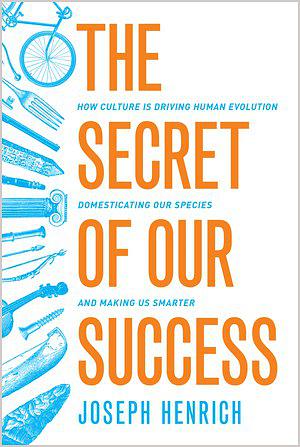 THE
HOW CULTURE IS DRIVING HUMAN EVOLUTION
SECRET
DOMESTICATING OUR SPECIES
OF OUR
AND MAKING US SMARTER
SUCCESS
JOSEPH HENRICH